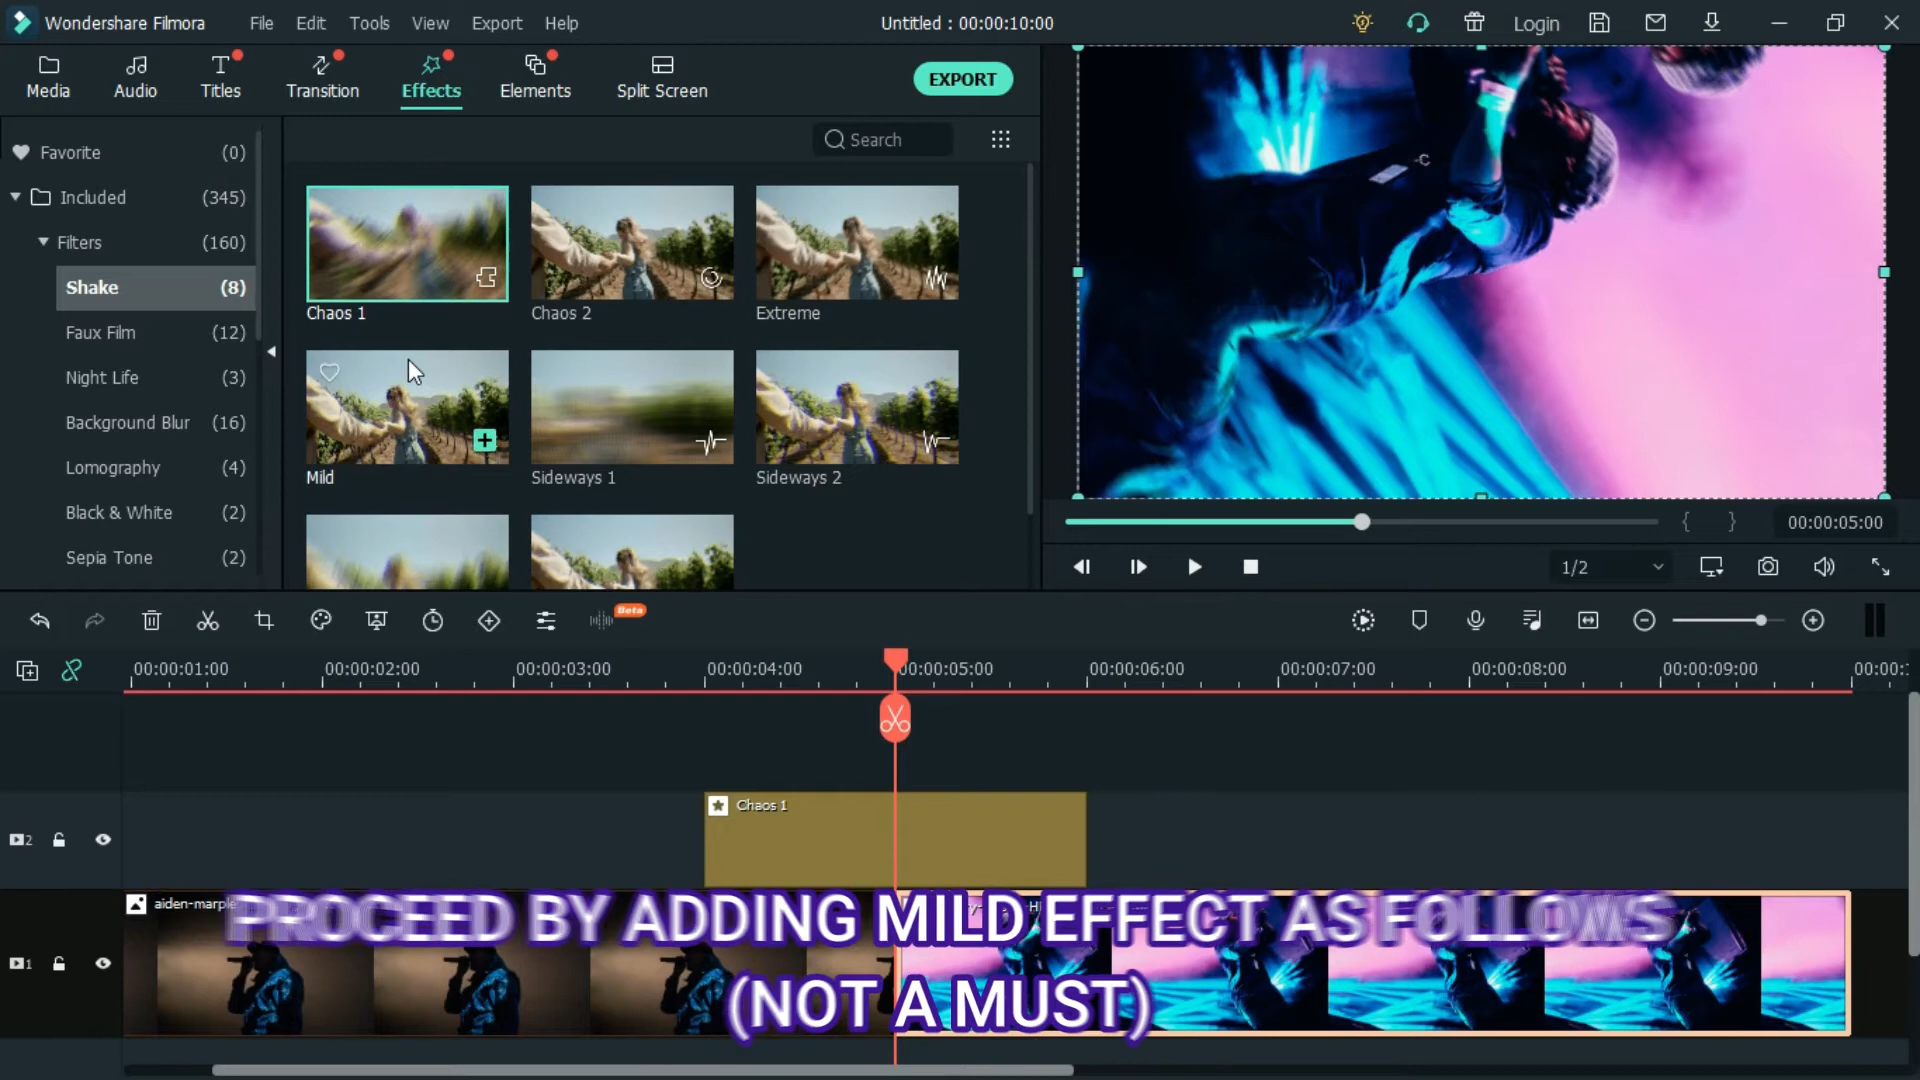 Wondershare Filmora
File Edit Tools View Export Help
Untitled : 00:00:10:00
Login
Media Audio Titles Transition Effects Elements Split Screen
EXPORT
Favorite (0)
Included (345)
Filters (160)
Shake (8)
Faux Film (12)
Night Life (3)
Background Blur (16)
Lomography (4)
Black & White (2)
Sepia Tone (2)
Search
Chaos 1 Chaos 2 Extreme
Mild Sideways 1 Sideways 2
00:00:05:00
1/2
Beta
00:00:01:00 00:00:02:00 00:00:03:00 00:00:04:00 00:00:05:00 00:00:06:00 00:00:07:00 00:00:08:00 00:00:09:00
Chaos 1
2
1
PROCEED BY ADDING MILD EFFECT AS FOLLOWS
(NOT A MUST)